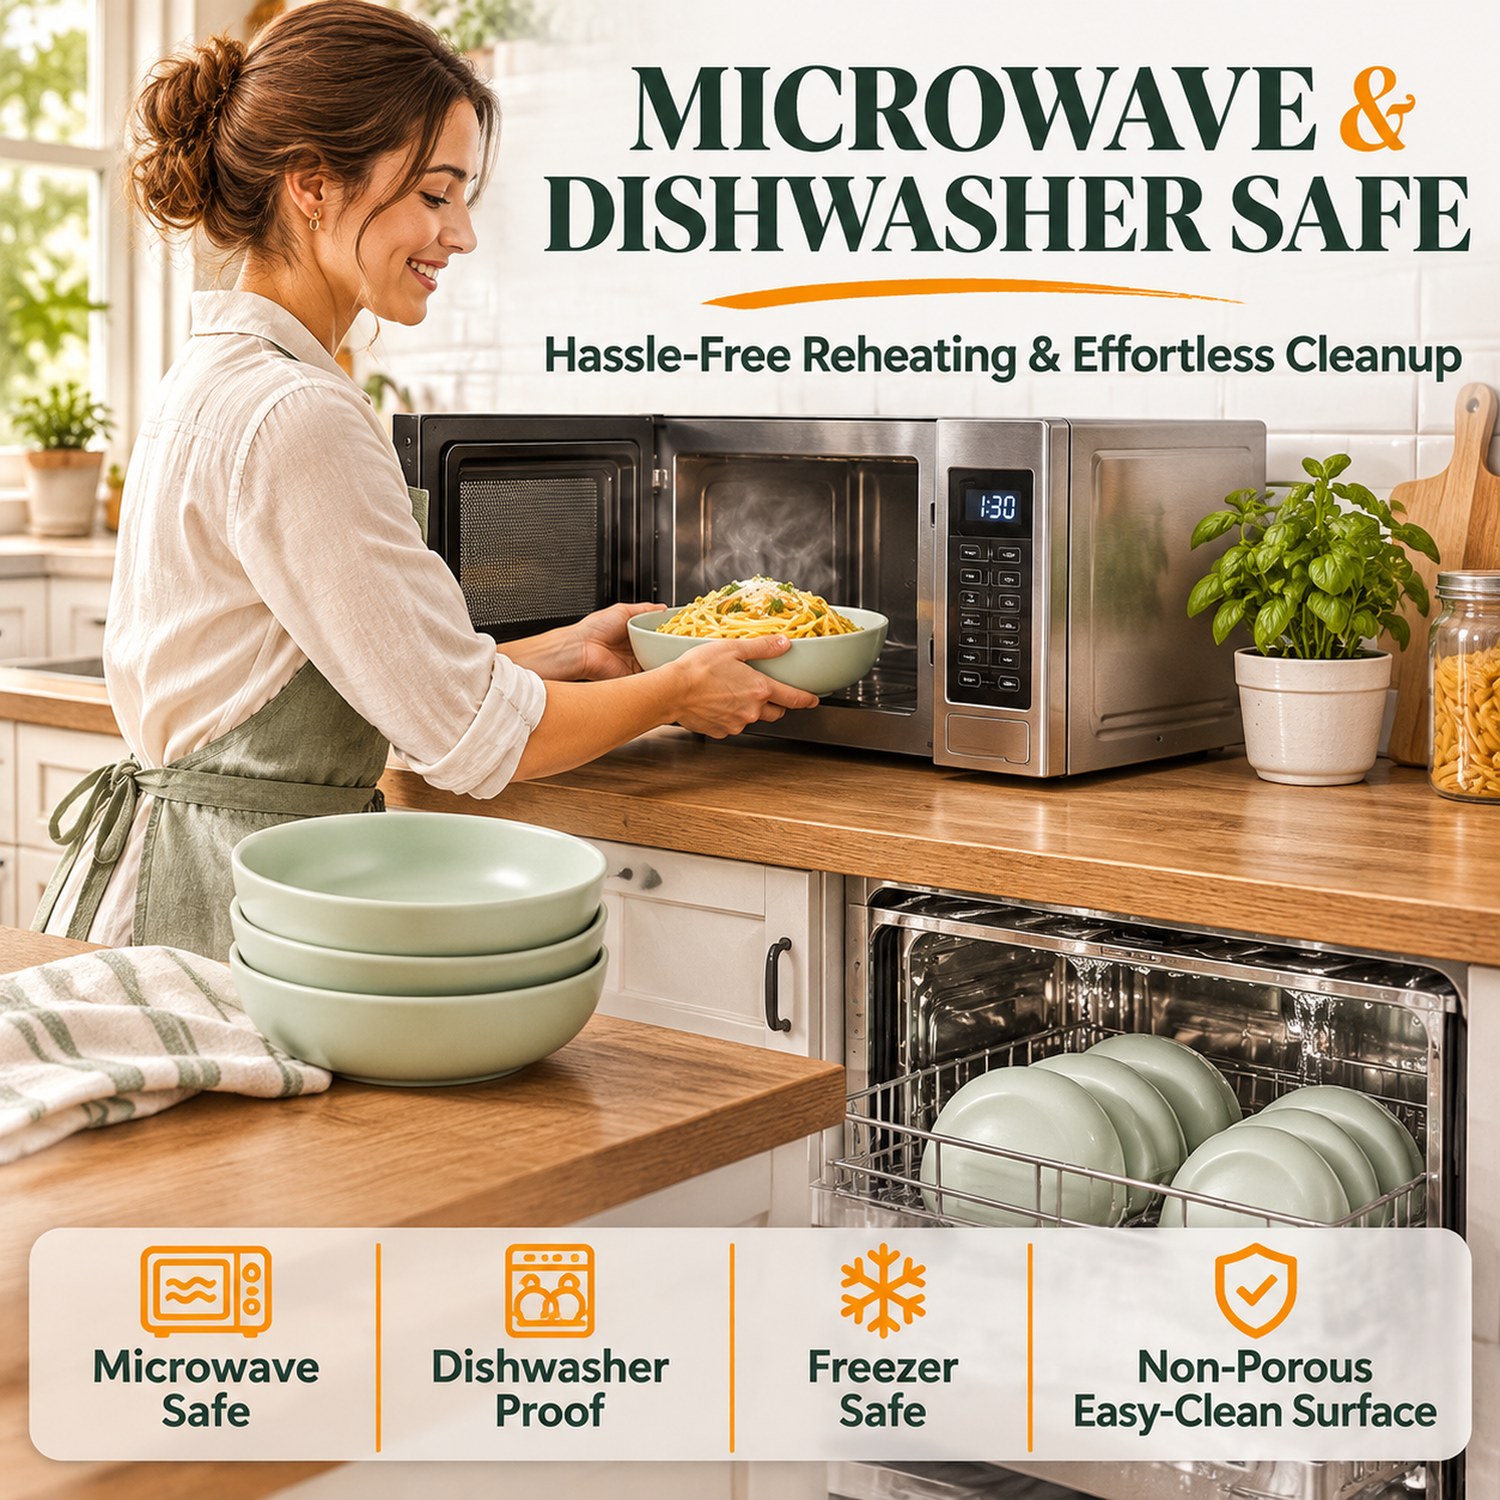 MICROWAVE &
DISHWASHER SAFE
Hassle-Free Reheating & Effortless Cleanup
1:30
Microwave
Safe
Dishwasher
Proof
Freezer
Safe
Non-Porous
Easy-Clean Surface